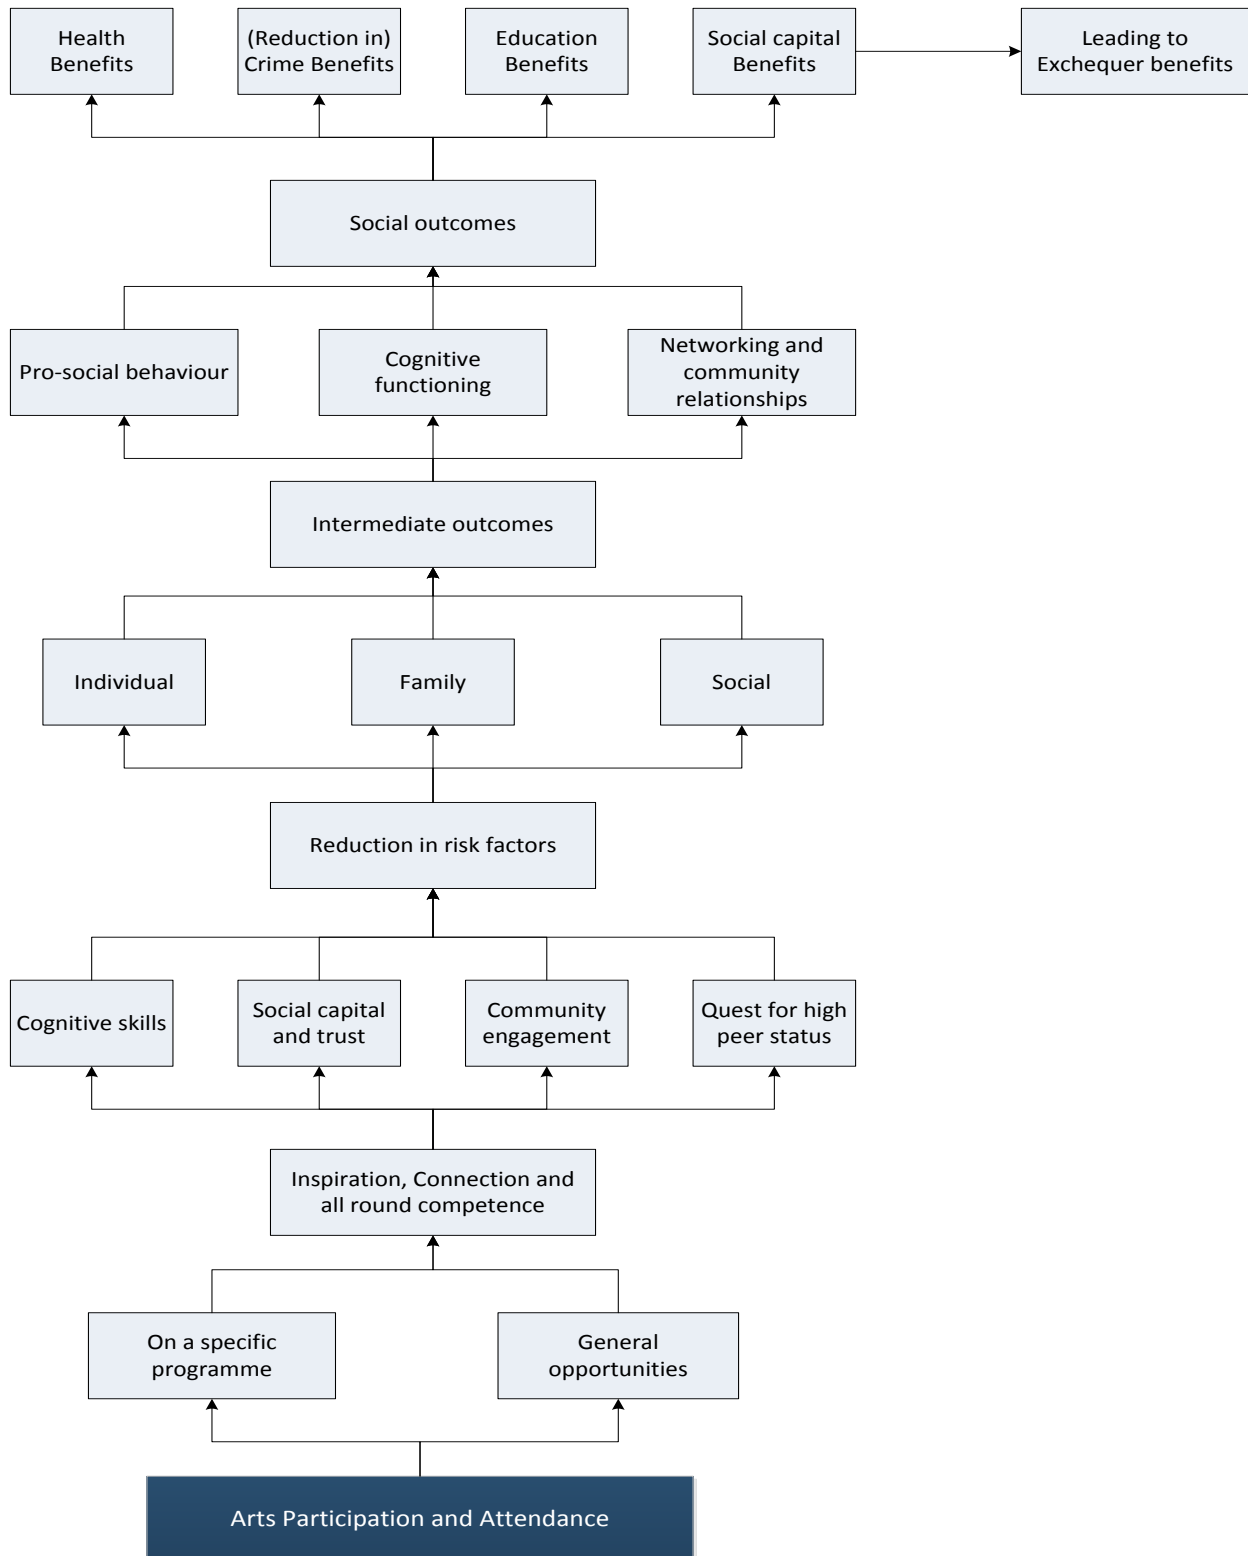 Health
Benefits
(Reduction in)
Crime Benefits
Education
Benefits
Social capital
Benefits
Leading to
Exchequer benefits
Social outcomes
Pro-social behaviour
Cognitive
functioning
Networking and
community
relationships
Intermediate outcomes
Individual
Family
Social
Reduction in risk factors
Cognitive skills
Social capital
and trust
Community
engagement
Quest for high
peer status
Inspiration, Connection and
all round competence
On a specific
programme
General
opportunities
Arts Participation and Attendance